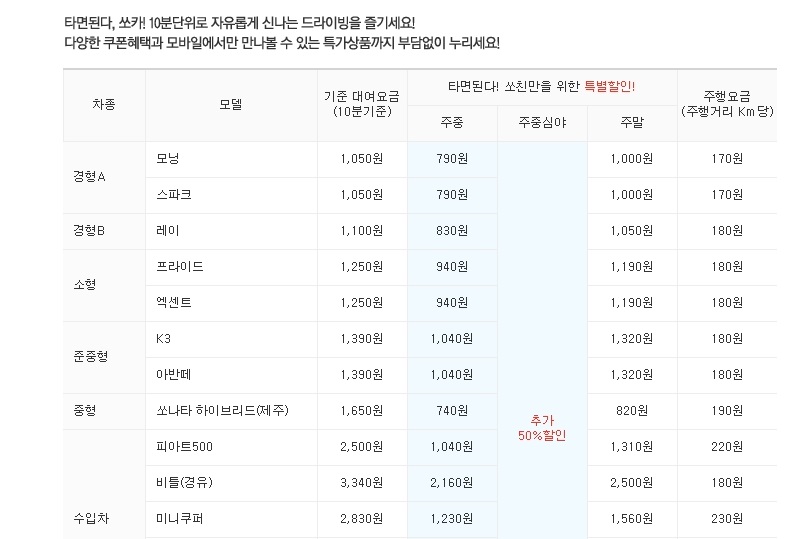 타면된다, 쏘카! 10분단위로 자유롭게 신나는 드라이빙을 즐기세요!
다양한 쿠폰혜택과 모바일에서만 만나볼 수 있는 특가상품까지 부담없이 누리세요!
차종 모델 기준 대여요금 (10분기준) 타면된다! 쏘친만을 위한 특별할인! 주행요금 (주행거리 Km당)
주중 주중심야 주말
경형A 모닝 1,050원 790원 1,000원 170원
스파크 1,050원 790원 1,000원 170원
경형B 레이 1,100원 830원 1,050원 180원
소형 프라이드 1,250원 940원 1,190원 180원
엑센트 1,250원 940원 1,190원 180원
준중형 K3 1,390원 1,040원 1,320원 180원
아반떼 1,390원 1,040원 1,320원 180원
중형 쏘나타 하이브리드(제주) 1,650원 740원 820원 190원
추가
50%할인
피아트500 2,500원 1,040원 1,310원 220원
비틀(경유) 3,340원 2,160원 2,500원 180원
수입차 미니쿠퍼 2,830원 1,230원 1,560원 230원